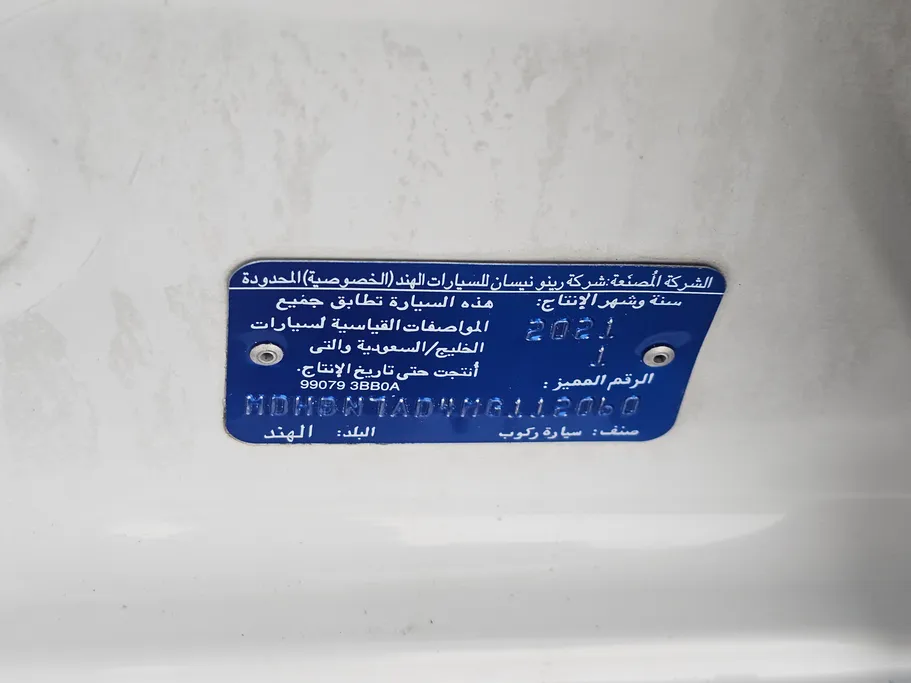 الشركة المصنعة: شركة رينو نيسان للسيارات الهند (الخصوصية) المحدودة
سنة وشهر الإنتاج:
2021
1
هذه السيارة تطابق جميع
المواصفات القياسية لسيارات
الخليج/السعودية والتى
أنتجت حتى تاريخ الإنتاج.
99079 3BB0A
الرقم المميز:
MDHBN7AD4MG112060
صنف: سيارة ركوب
البلد: الهند